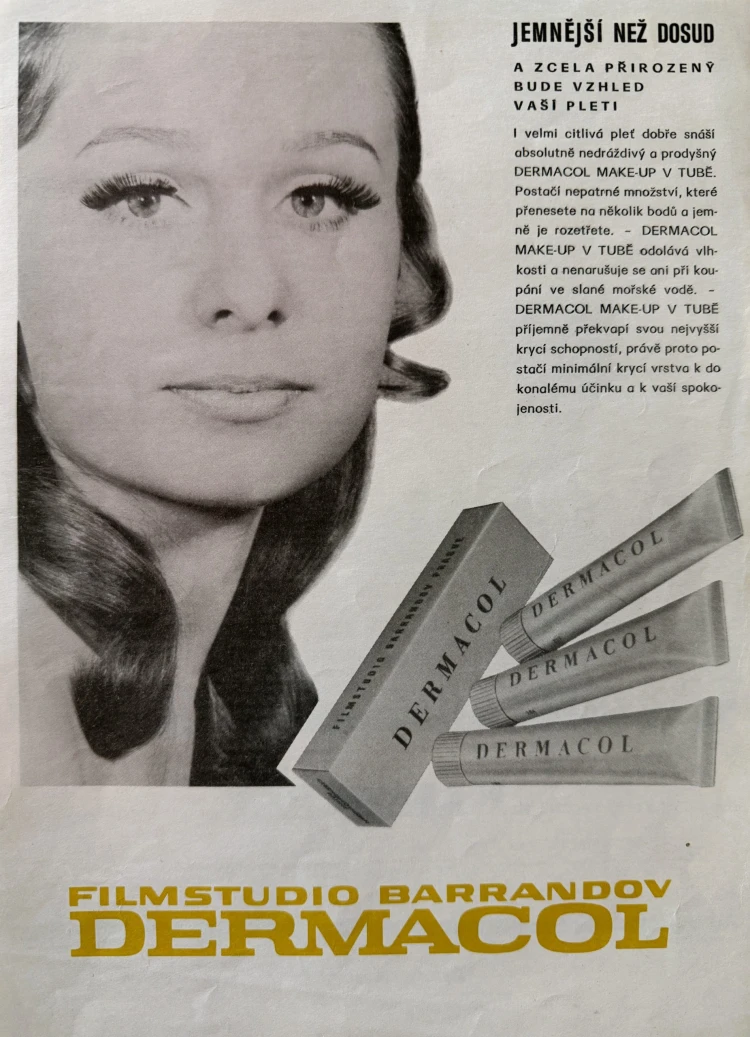 JEMNĚJŠÍ NEŽ DOSUD
A ZCELA PŘIROZENÝ
BUDE VZHLED
VAŠÍ PLETI
I velmi citlivá pleť dobře snáší
absolutně nedráždivý a prodyšný
DERMACOL MAKE-UP V TUBĚ.
Postačí nepatrné množství, které
přenesete na několik bodů a jem-
ně je rozetřete. – DERMACOL
MAKE-UP V TUBĚ odolává vlh-
kosti a nenarušuje se ani při kou-
pání ve slané mořské vodě. –
DERMACOL MAKE-UP V TUBĚ
příjemně překvapí svou nejvyšší
krycí schopností, právě proto po-
stačí minimální krycí vrstva k do
konalému účinku a k vaší spoko-
jenosti.
FILMSTUDIO BARRANDOV PRAGUE
DERMACOL
DERMACOL
DERMACOL
DERMACOL
FILMSTUDIO BARRANDOV
DERMACOL